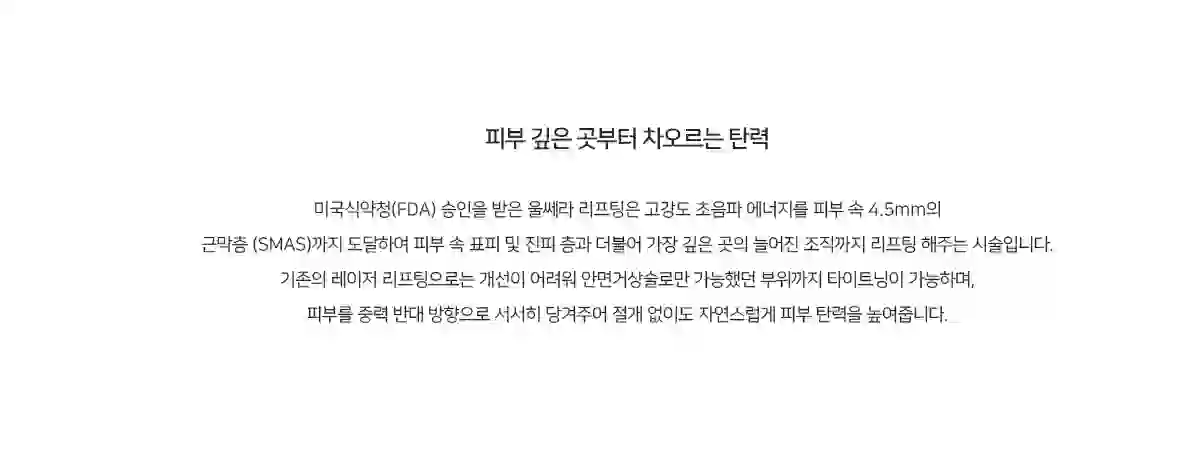 피부 깊은 곳부터 차오르는 탄력
미국식약청(FDA) 승인을 받은 울쎄라 리프팅은 고강도 초음파 에너지를 피부 속 4.5mm의
근막층 (SMAS)까지 도달하여 피부 속 표피 및 진피 층과 더불어 가장 깊은 곳의 늘어진 조직까지 리프팅 해주는 시술입니다.
기존의 레이저 리프팅으로는 개선이 어려워 안면거상술로만 가능했던 부위까지 타이트닝이 가능하며,
피부를 중력 반대 방향으로 서서히 당겨주어 절개 없이도 자연스럽게 피부 탄력을 높여줍니다.